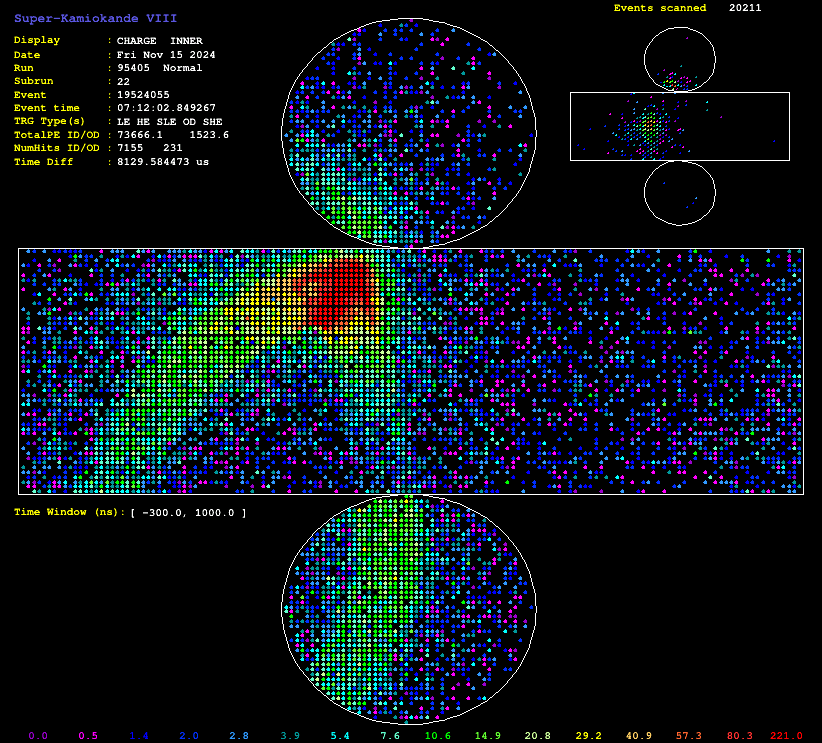 Super-Kamiokande VIII
Events scanned 20211
Display : CHARGE INNER
Date : Fri Nov 15 2024
Run : 95405 Normal
Subrun : 22
Event : 19524055
Event time : 07:12:02.849267
TRG Type(s) : LE HE SLE OD SHE
TotalPE ID/OD : 73666.1 1523.6
NumHits ID/OD : 7155 231
Time Diff : 8129.584473 us
Time Window (ns): [ -300.0, 1000.0 ]
0.0 0.5 1.4 2.0 2.8 3.9 5.4 7.6 10.6 14.9 20.8 29.2 40.9 57.3 80.3 221.0